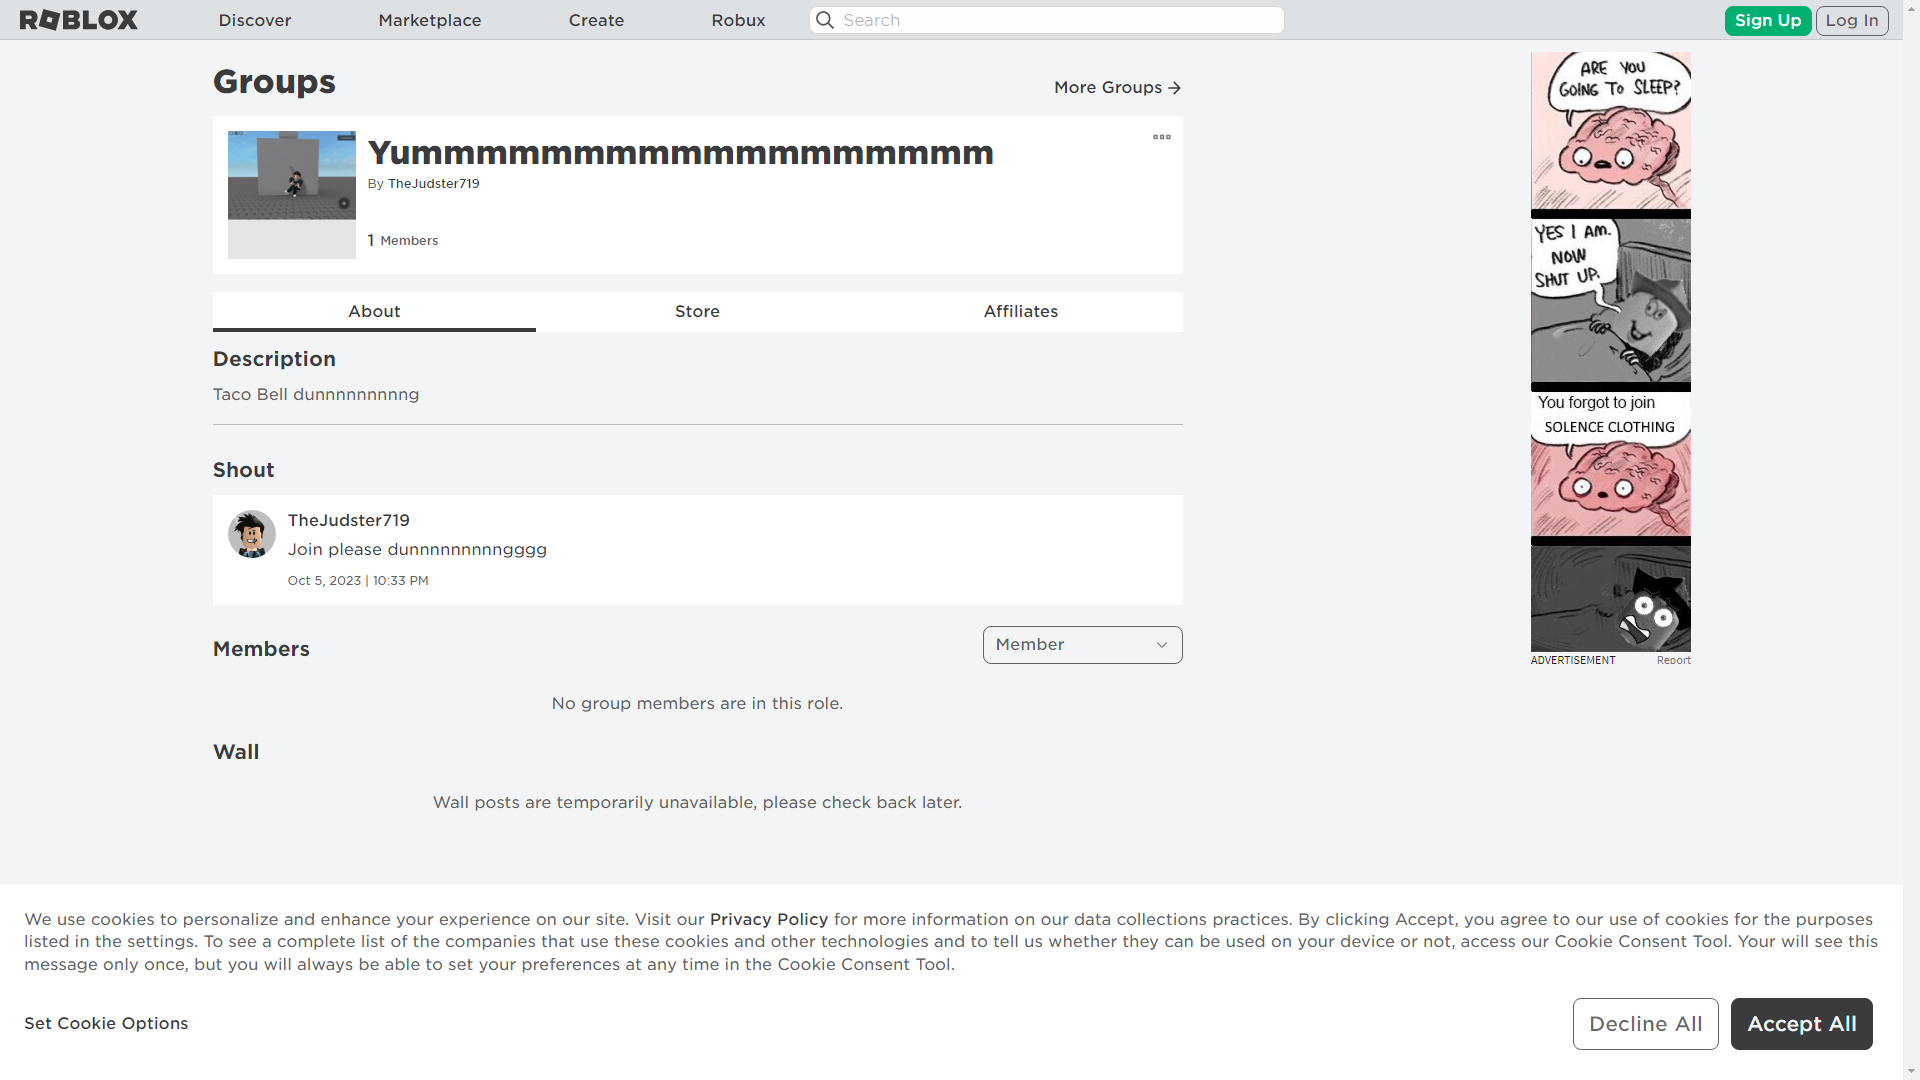 ROBLOX
Discover
Marketplace
Create
Robux
Search
Sign Up
Log In
Groups
More Groups
Yummmmmmmmmmmmmmmmmm
By TheJudster719
1 Members
About
Store
Affiliates
Description
Taco Bell dunnnnnnnnng
Shout
TheJudster719
Join please dunnnnnnnnngggg
Oct 5, 2023 | 10:33 PM
Members
Member
No group members are in this role.
Wall
Wall posts are temporarily unavailable, please check back later.
ARE YOU
GOING TO SLEEP?
YES I AM.
NOW
SHUT UP.
You forgot to join
SOLENCE CLOTHING
ADVERTISEMENT
Report
We use cookies to personalize and enhance your experience on our site. Visit our Privacy Policy for more information on our data collections practices. By clicking Accept, you agree to our use of cookies for the purposes
listed in the settings. To see a complete list of the companies that use these cookies and other technologies and to tell us whether they can be used on your device or not, access our Cookie Consent Tool. Your will see this
message only once, but you will always be able to set your preferences at any time in the Cookie Consent Tool.
Set Cookie Options
Decline All
Accept All